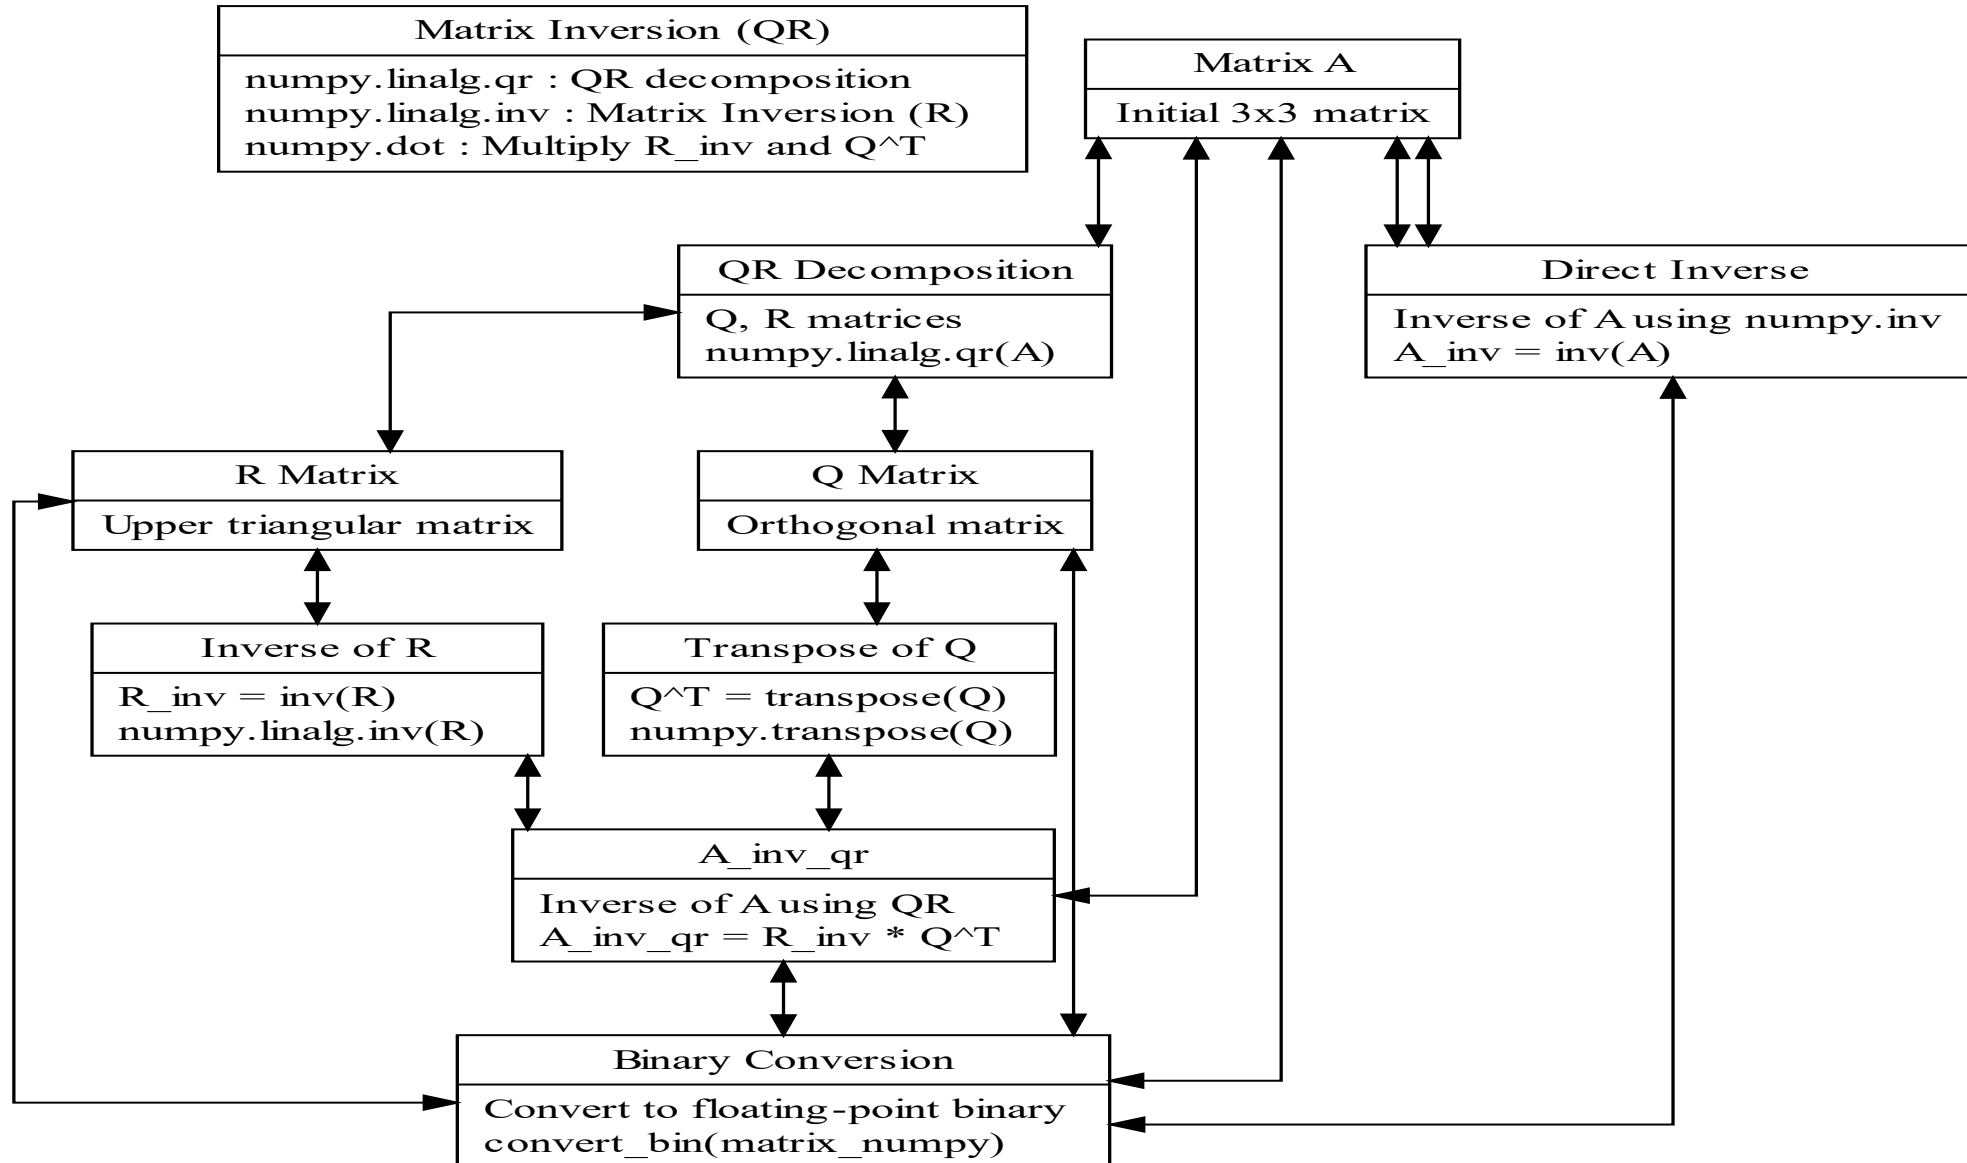 Matrix Inversion (QR)
numpy.linalg.qr : QR decomposition
numpy.linalg.inv : Matrix Inversion (R)
numpy.dot : Multiply R_inv and Q^T
Matrix A
Initial 3x3 matrix
QR Decomposition
Q, R matrices
numpy.linalg.qr(A)
Direct Inverse
Inverse of A using numpy.inv
A_inv = inv(A)
R Matrix
Upper triangular matrix
Q Matrix
Orthogonal matrix
Inverse of R
R_inv = inv(R)
numpy.linalg.inv(R)
Transpose of Q
Q^T = transpose(Q)
numpy.transpose(Q)
A_inv_qr
Inverse of A using QR
A_inv_qr = R_inv * Q^T
Binary Conversion
Convert to floating-point binary
convert_bin(matrix_numpy)